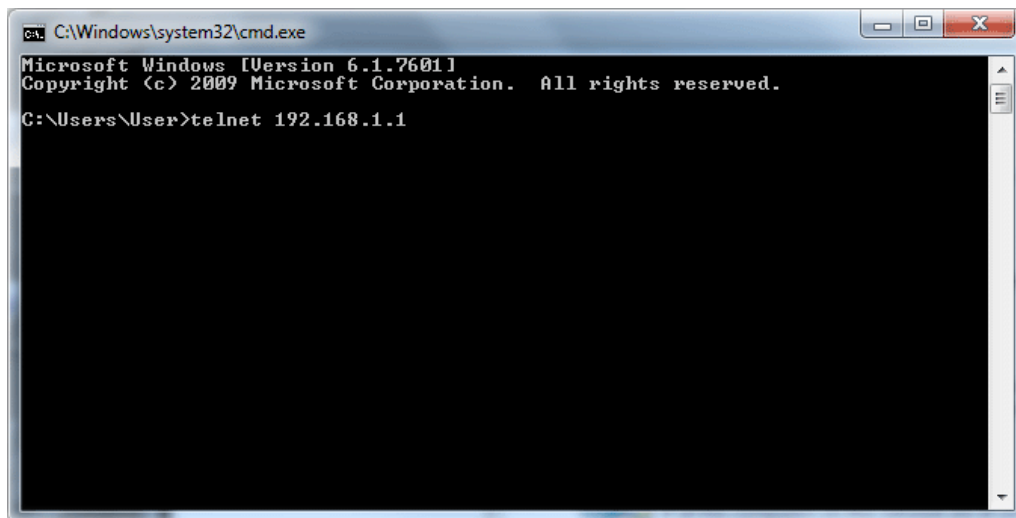 C:\Windows\system32\cmd.exe
Microsoft Windows [Version 6.1.7601]
Copyright (c) 2009 Microsoft Corporation.  All rights reserved.
C:\Users\User>telnet 192.168.1.1